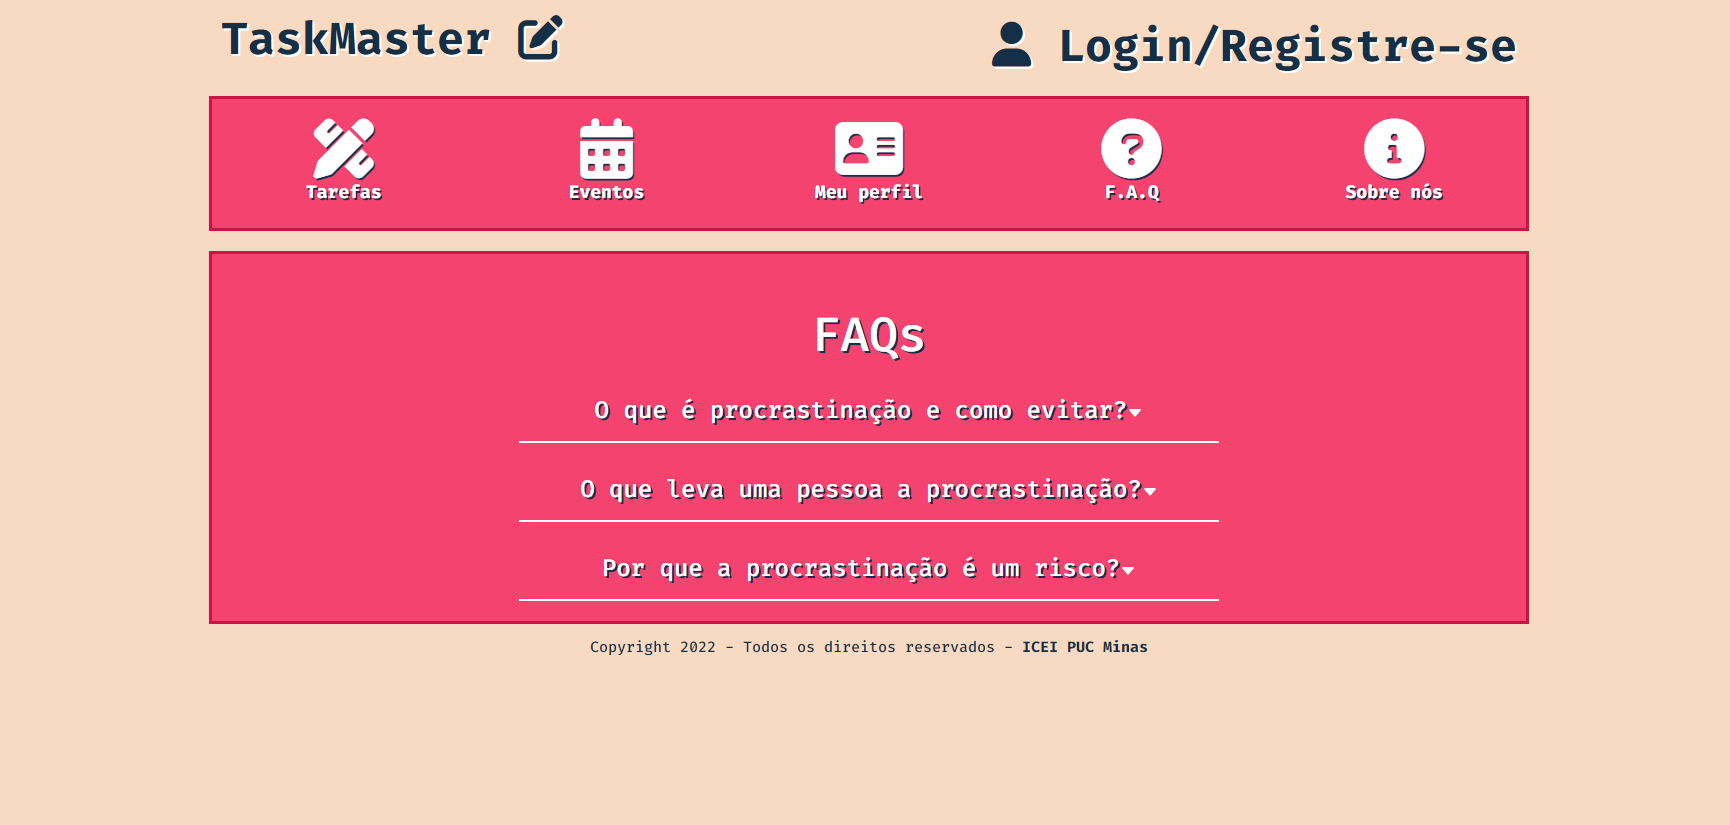 TaskMaster
Login/Registre-se
Tarefas
Eventos
Meu perfil
F.A.Q
Sobre nós
FAQs
O que é procrastinação e como evitar?
O que leva uma pessoa a procrastinação?
Por que a procrastinação é um risco?
Copyright 2022 - Todos os direitos reservados - ICEI PUC Minas